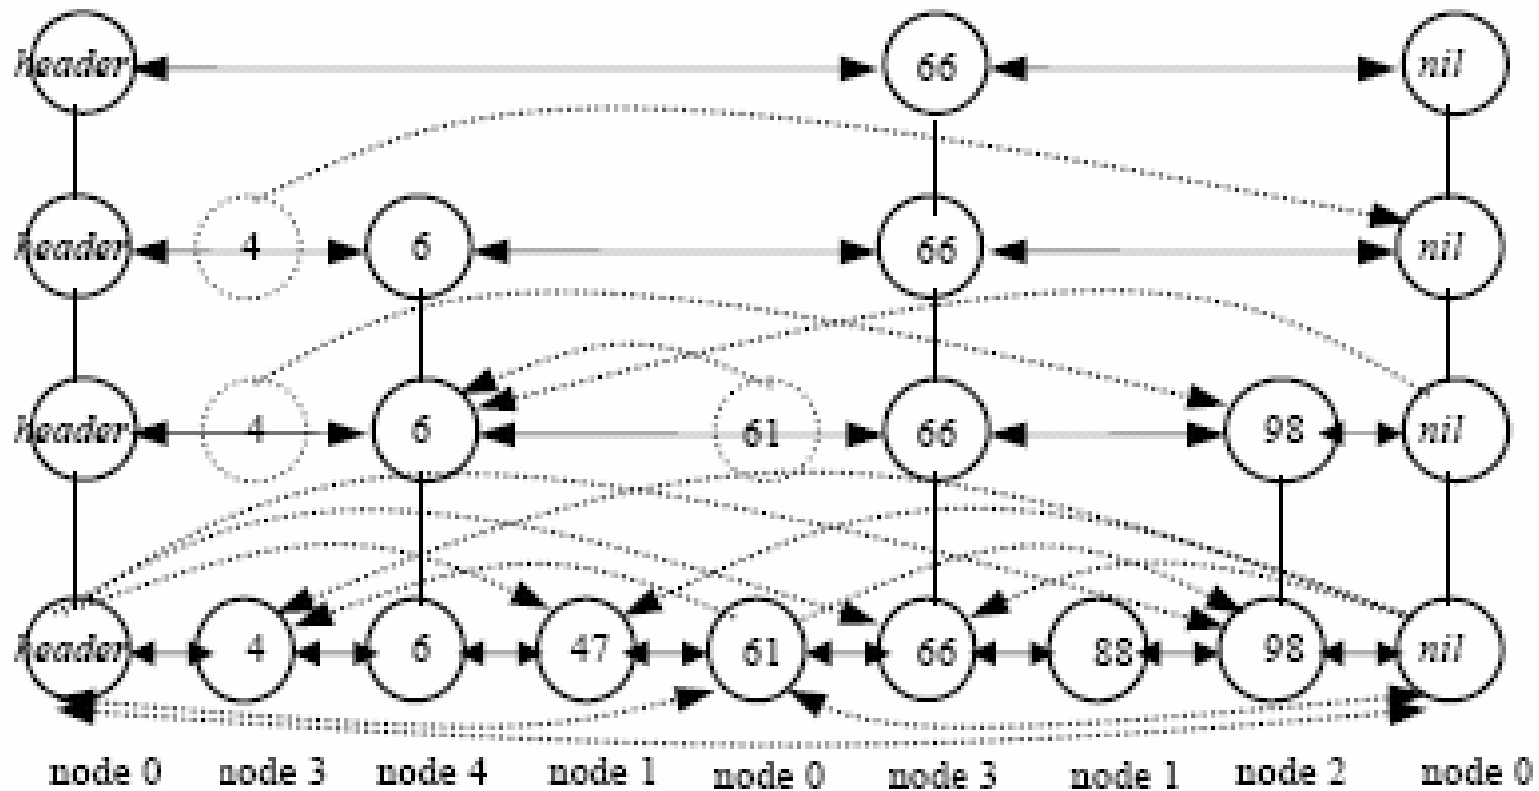 header 66 nil
header 4 6 66 nil
header 4 6 61 66 98 nil
header 4 6 47 61 66 88 98 nil
node 0 node 3 node 4 node 1 node 0 node 3 node 1 node 2 node 0